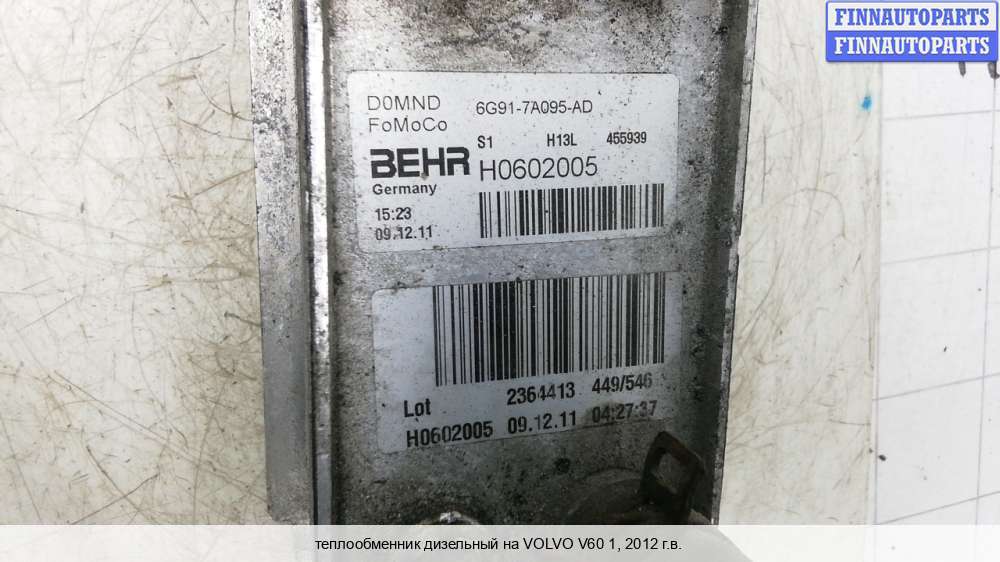 FINNAUTOPARTS
FINNAUTOPARTS
D0MND 6G91-7A095-AD
FoMoCo
S1 H13L 455939
BEHR H0602005
Germany
15:23
09.12.11
Lot 2364413 449/546
H0602005 09.12.11 04:27:37
теплообменник дизельный на VOLVO V60 1, 2012 г.в.